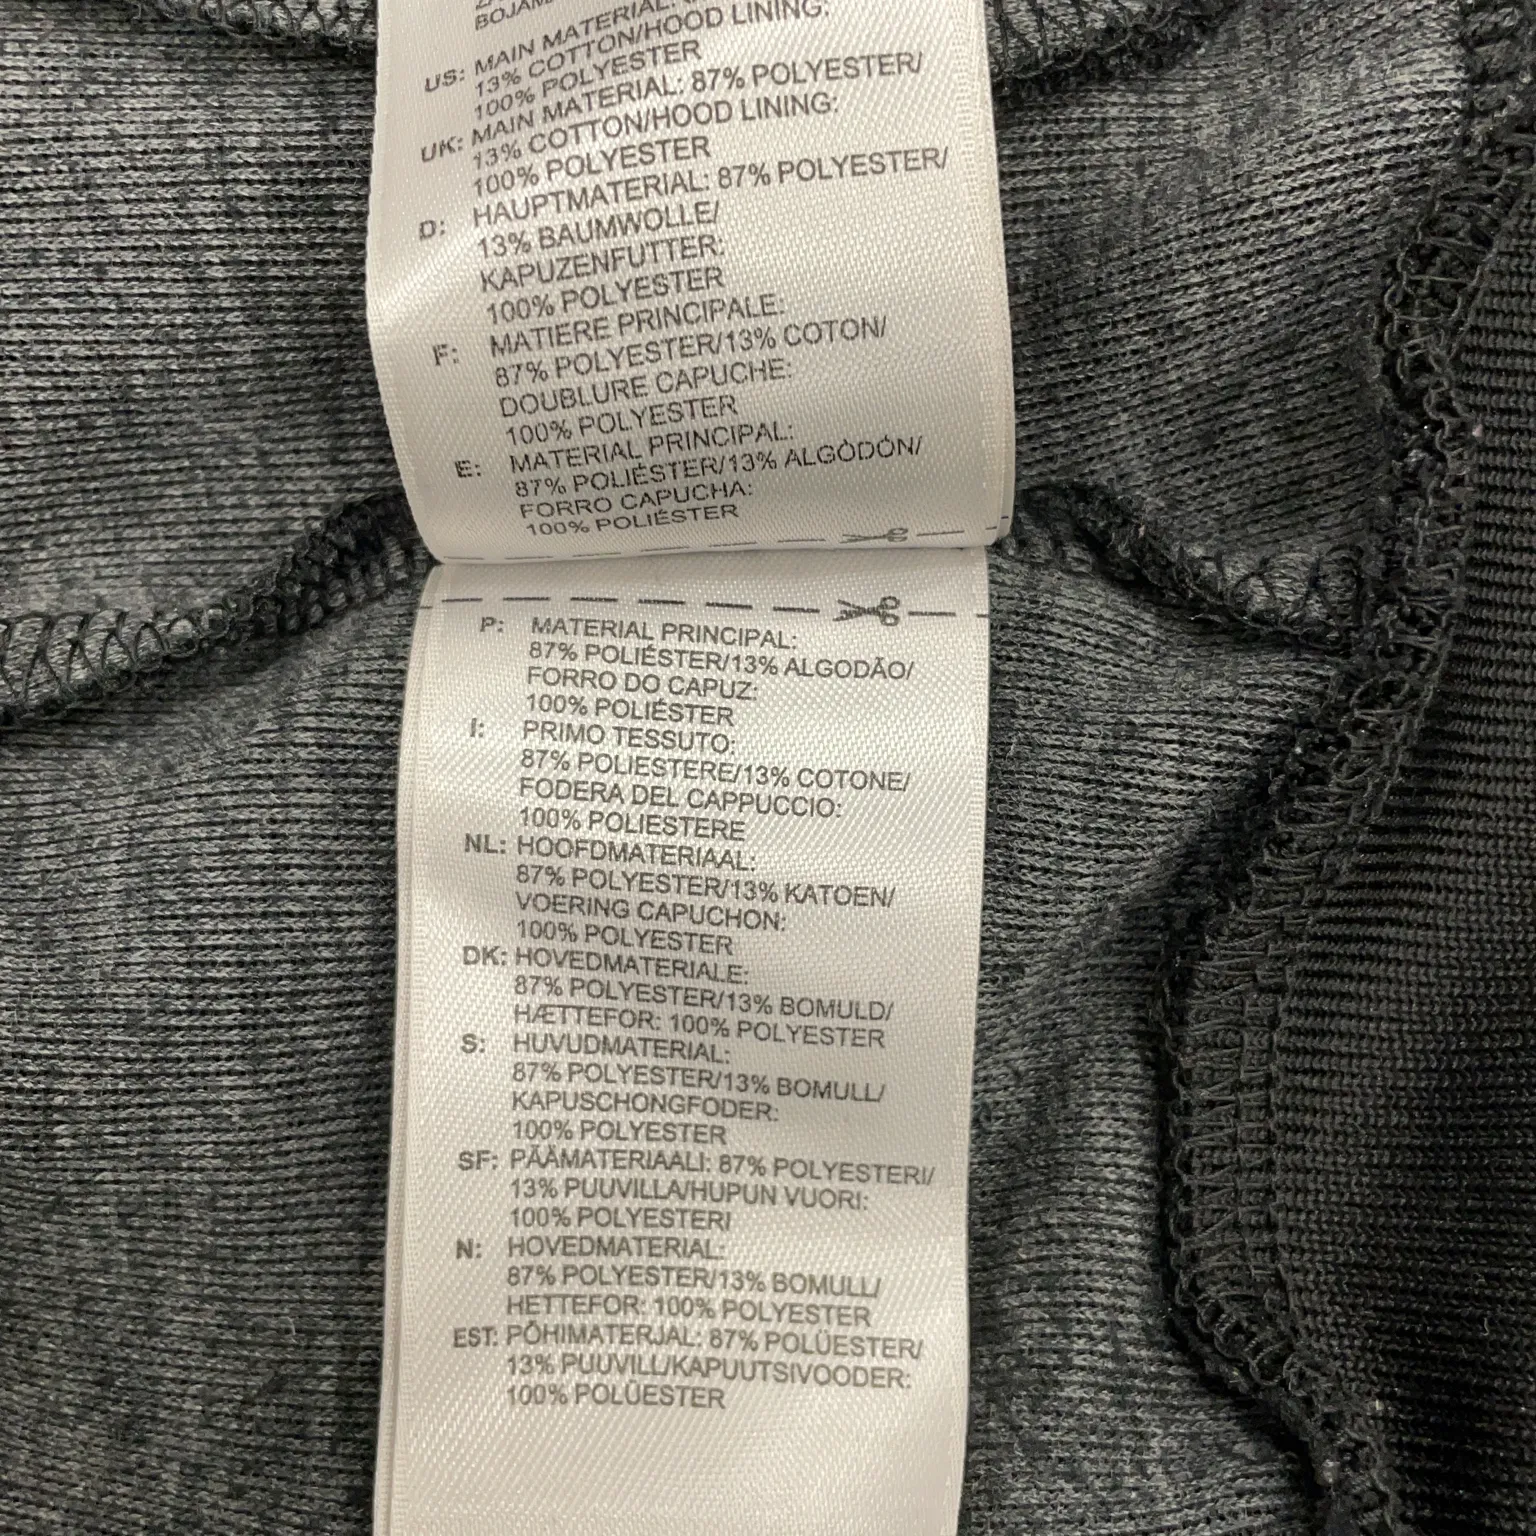 BOJAM
US: MAIN MATERIAL:
13% COTTON/HOOD LINING:
100% POLYESTER
UK: MAIN MATERIAL: 87% POLYESTER/
13% COTTON/HOOD LINING:
100% POLYESTER
D: HAUPTMATERIAL: 87% POLYESTER/
13% BAUMWOLLE/
KAPUZENFUTTER:
100% POLYESTER
F: MATIERE PRINCIPALE:
87% POLYESTER/13% COTON/
DOUBLURE CAPUCHE:
100% POLYESTER
E: MATERIAL PRINCIPAL:
87% POLIÉSTER/13% ALGÒDÓN/
FORRO CAPUCHA:
100% POLIÉSTER
P: MATERIAL PRINCIPAL:
87% POLIÉSTER/13% ALGODÃO/
FORRO DO CAPUZ:
100% POLIÉSTER
I: PRIMO TESSUTO:
87% POLIESTERE/13% COTONE/
FODERA DEL CAPPUCCIO:
100% POLIESTERE
NL: HOOFDMATERIAAL:
87% POLYESTER/13% KATOEN/
VOERING CAPUCHON:
100% POLYESTER
DK: HOVEDMATERIALE:
87% POLYESTER/13% BOMULD/
HÆTTEFOR: 100% POLYESTER
S: HUVUDMATERIAL:
87% POLYESTER/13% BOMULL/
KAPUSCHONGFODER:
100% POLYESTER
SF: PÄÄMATERIAALI: 87% POLYESTERI/
13% PUUVILLA/HUPUN VUORI:
100% POLYESTERI
N: HOVEDMATERIAL:
87% POLYESTER/13% BOMULL/
HETTEFOR: 100% POLYESTER
EST: PÕHIMATERJAL: 87% POLÜESTER/
13% PUUVILL/KAPUUTSIVOODER:
100% POLÜESTER